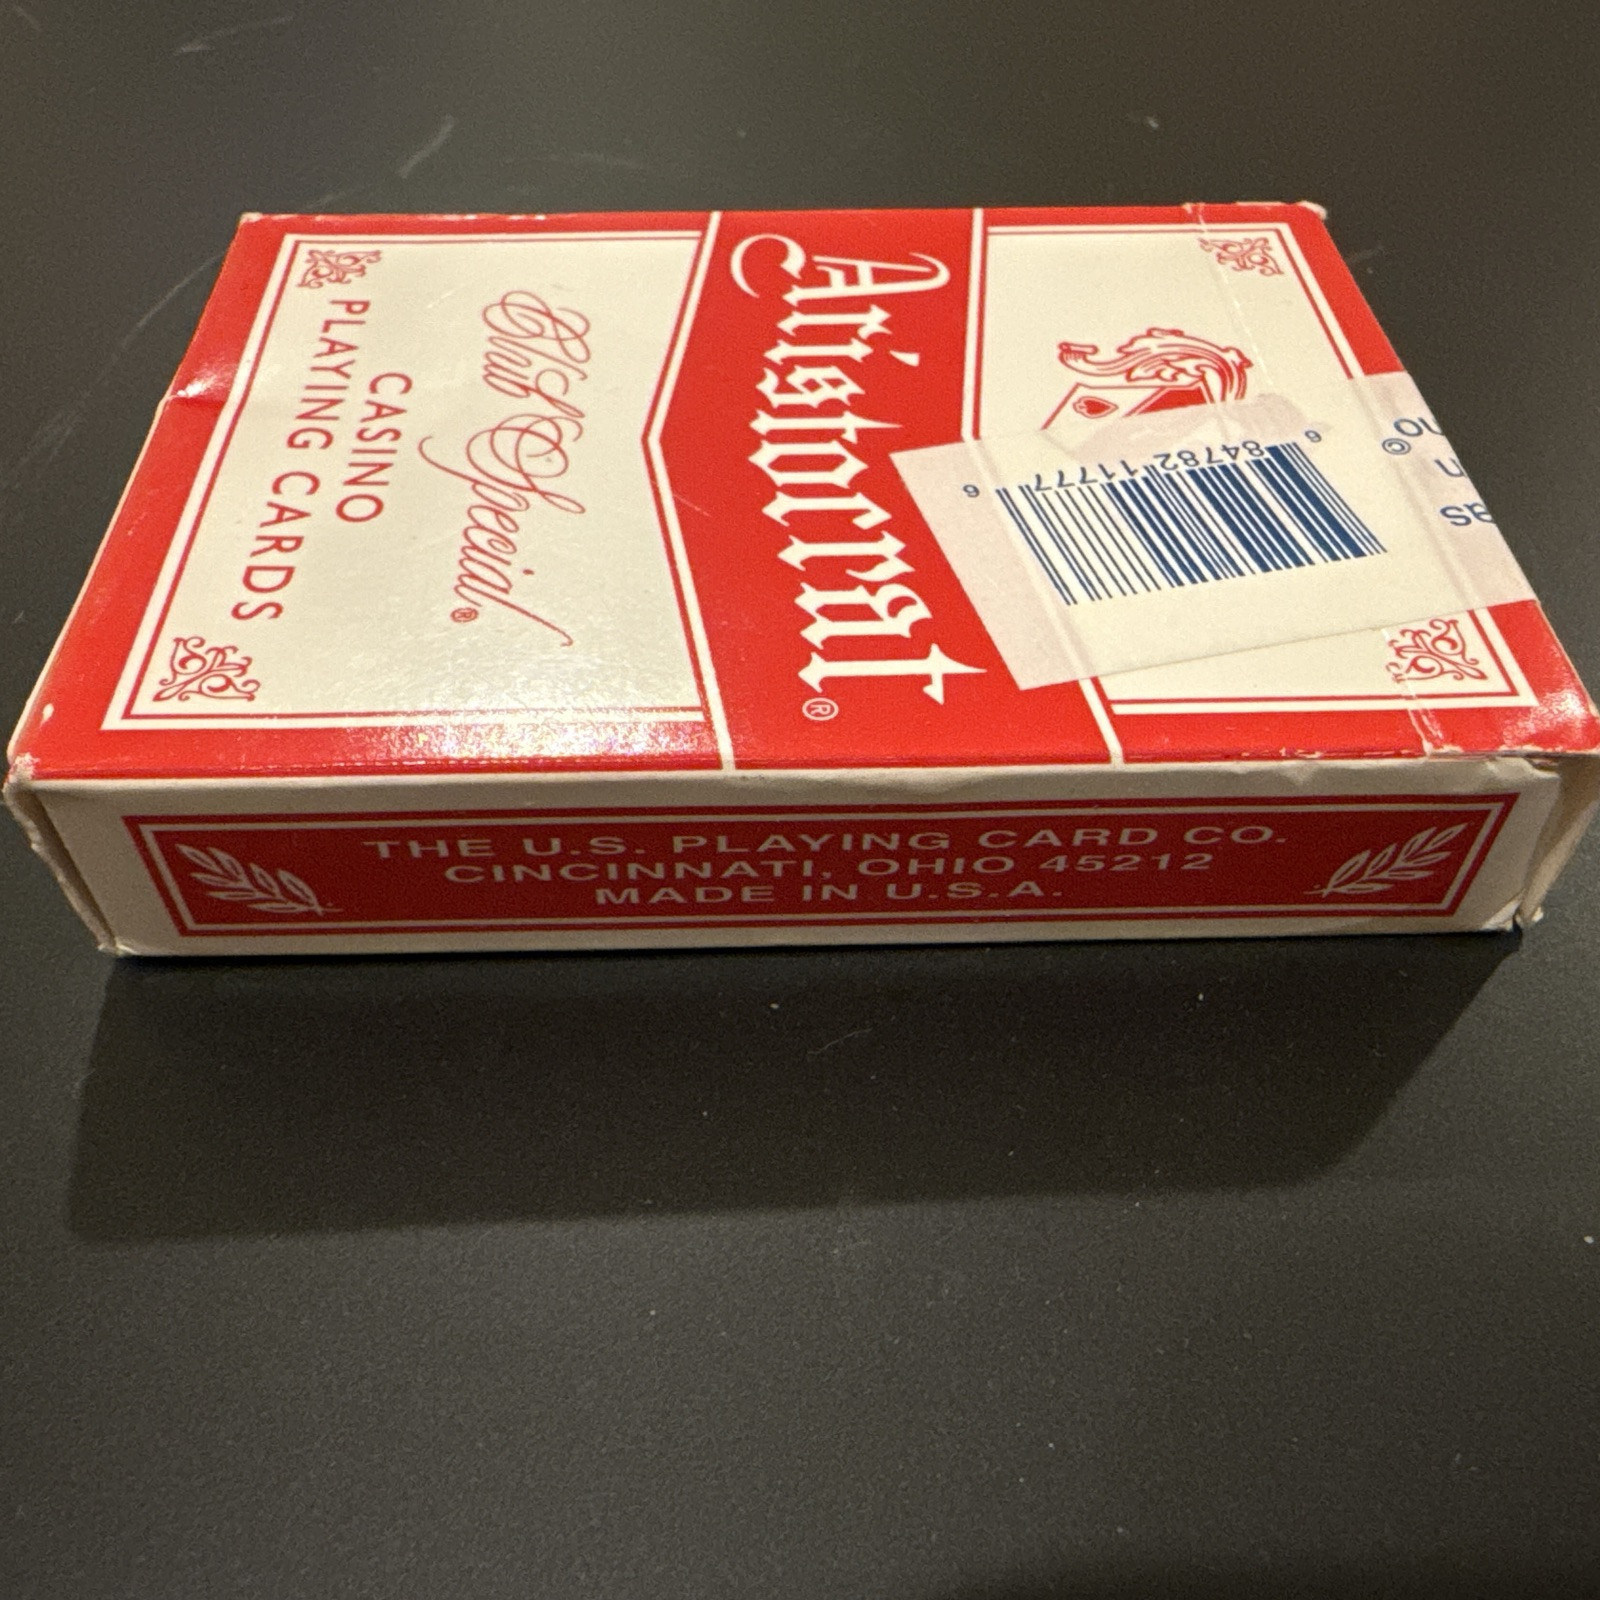 Aristocrat®
Club Special®
CASINO
PLAYING CARDS
6 84782 11777 6
THE U.S. PLAYING CARD CO.
CINCINNATI, OHIO 45212
MADE IN U.S.A.